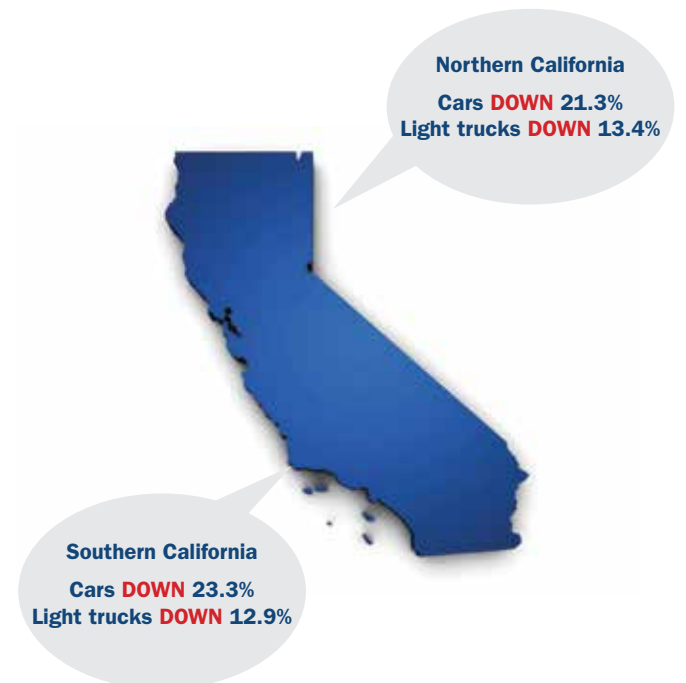 Northern California
Cars DOWN 21.3%
Light trucks DOWN 13.4%
Southern California
Cars DOWN 23.3%
Light trucks DOWN 12.9%